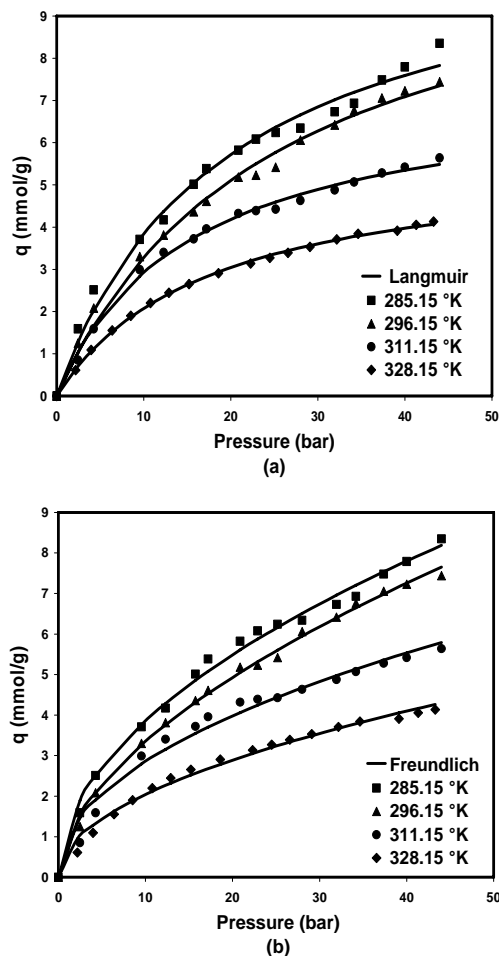 9
8
7
6
5
4
3
2
1
0
q (mmol/g)
Langmuir
285.15 °K
296.15 °K
311.15 °K
328.15 °K
0 10 20 30 40 50
Pressure (bar)
(a)
9
8
7
6
5
4
3
2
1
0
q (mmol/g)
Freundlich
285.15 °K
296.15 °K
311.15 °K
328.15 °K
0 10 20 30 40 50
Pressure (bar)
(b)